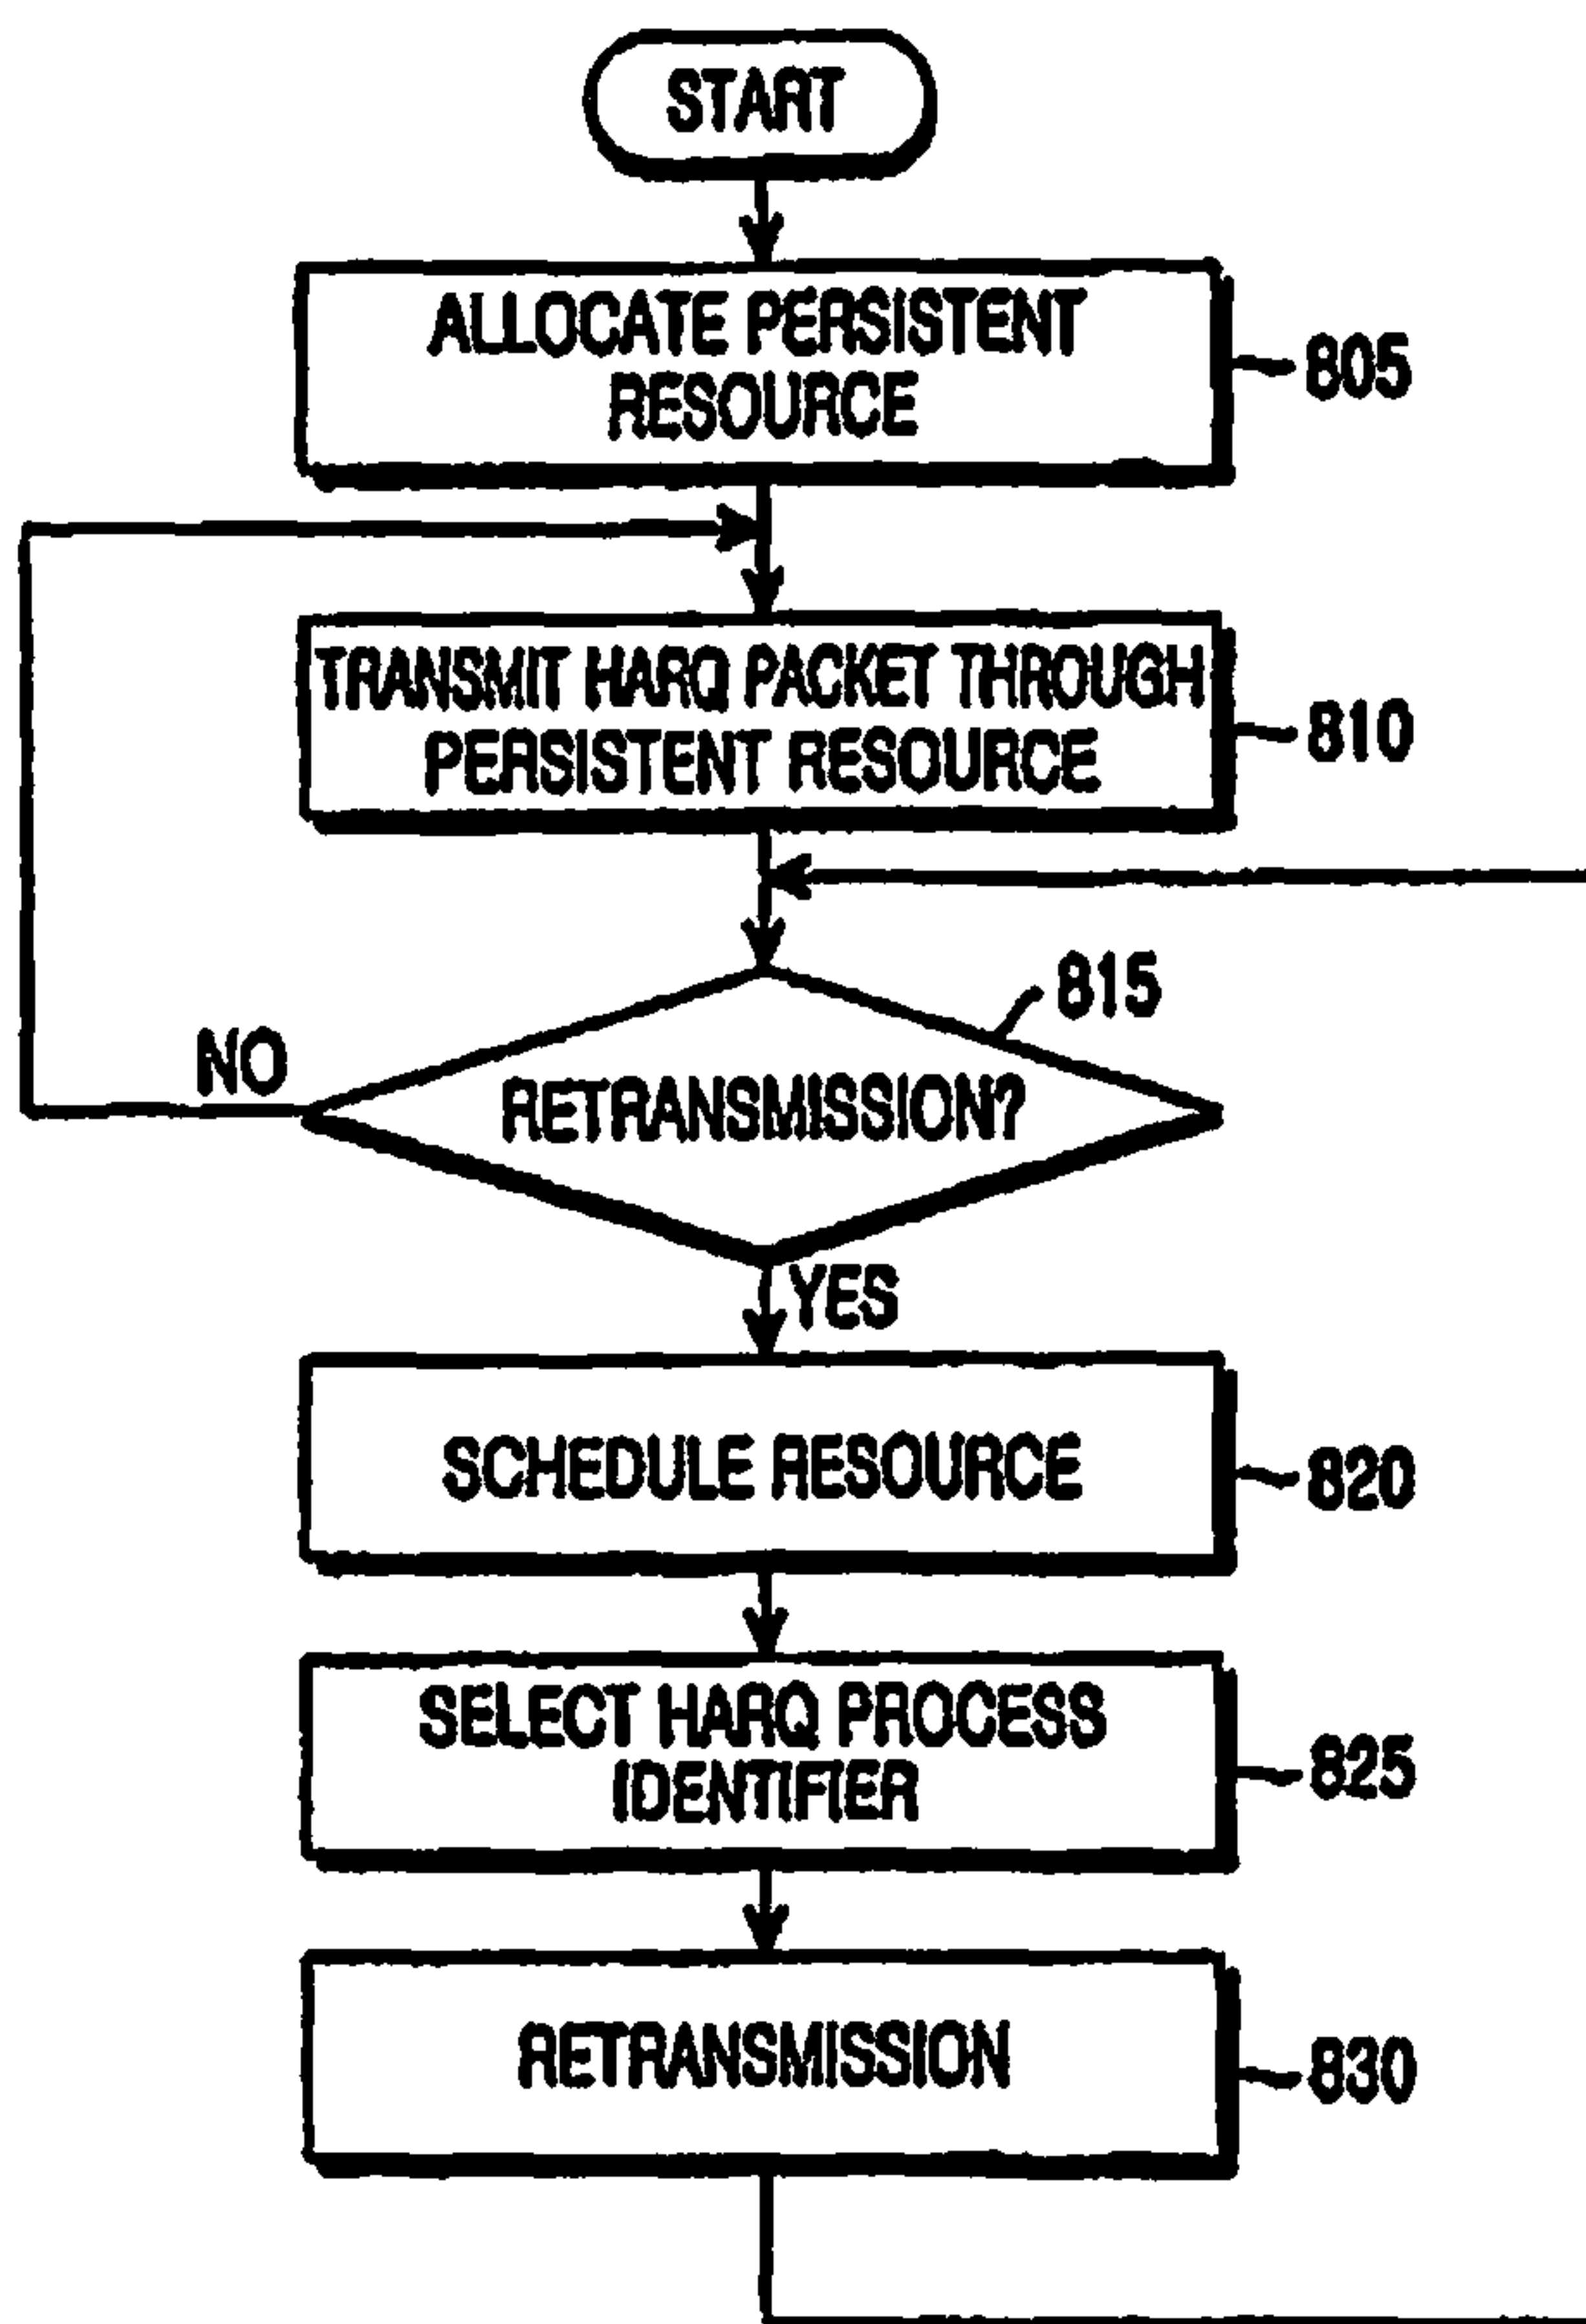 START
ALLOCATE PERSISTENT
RESOURCE
805
TRANSMIT HARQ PACKET THROUGH
PERSISTENT RESOURCE
810
815
NO
RETRANSMISSION?
YES
SCHEDULE RESOURCE
820
SELECT HARQ PROCESS
IDENTIFIER
825
RETRANSMISSION
830